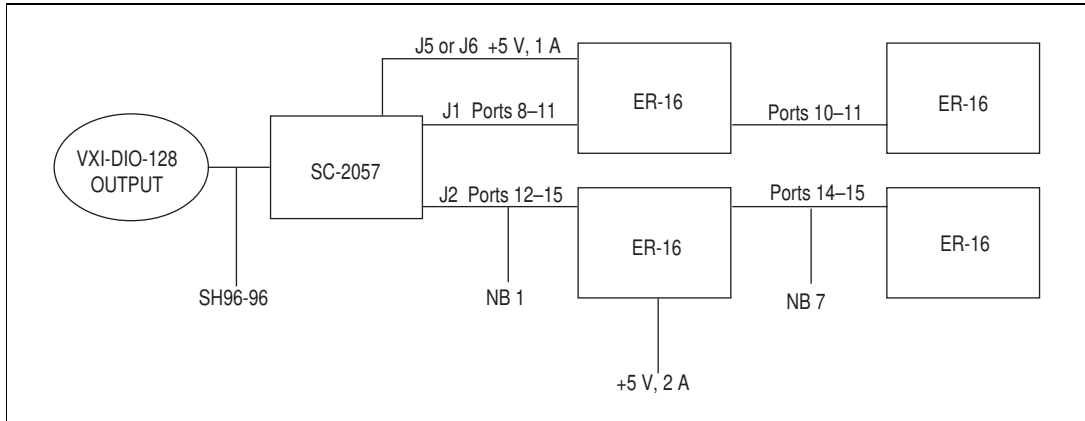 J5 or J6 +5 V, 1 A
ER-16
ER-16
J1 Ports 8–11
Ports 10–11
VXI-DIO-128
OUTPUT
SC-2057
J2 Ports 12–15
Ports 14–15
ER-16
ER-16
SH96-96
NB 1
NB 7
+5 V, 2 A